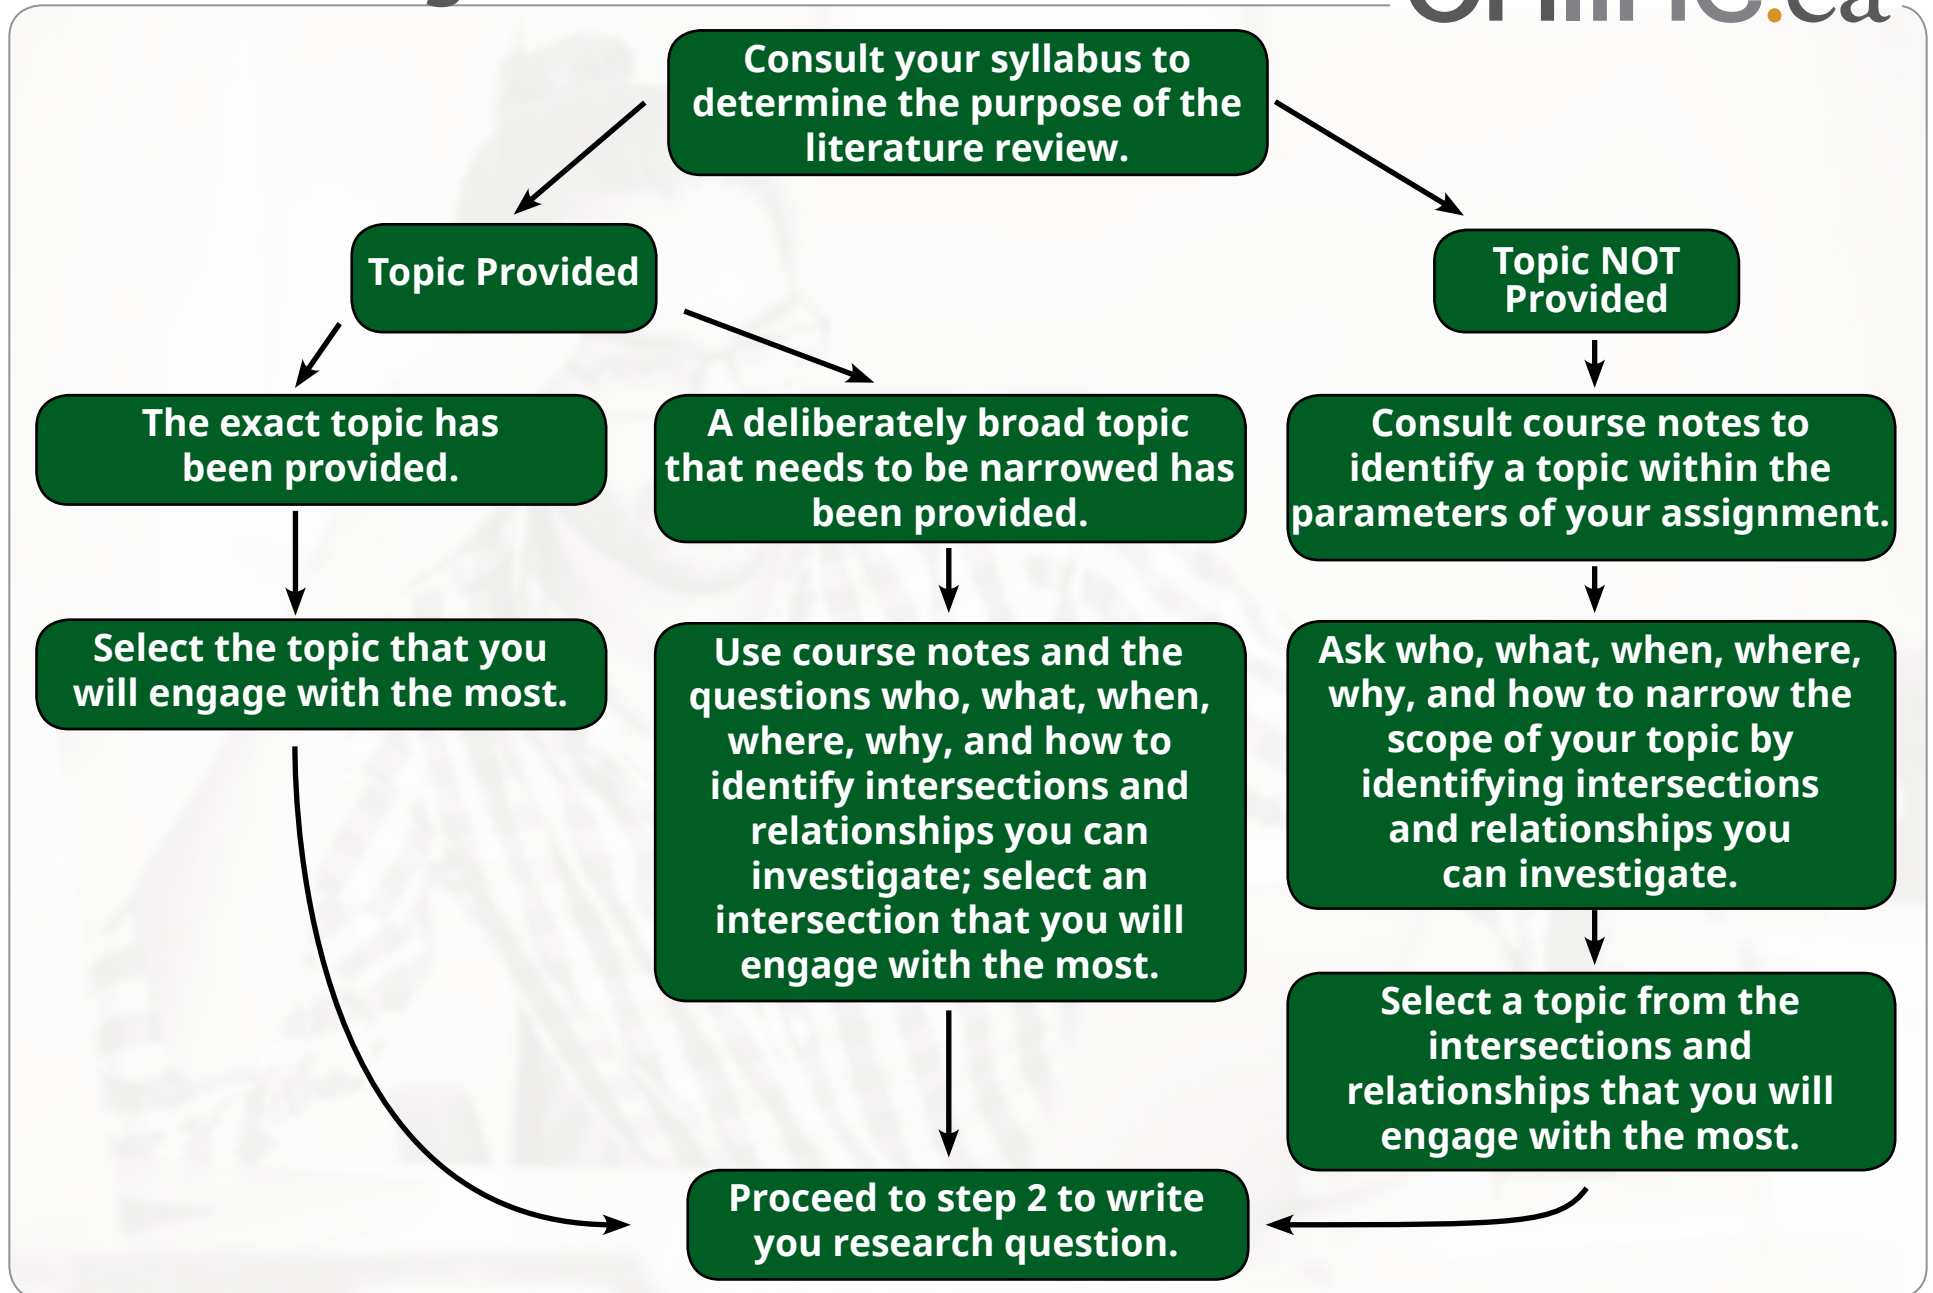 Consult your syllabus to
determine the purpose of the
literature review.
Topic Provided
Topic NOT
Provided
The exact topic has
been provided.
A deliberately broad topic
that needs to be narrowed has
been provided.
Consult course notes to
identify a topic within the
parameters of your assignment.
Select the topic that you
will engage with the most.
Use course notes and the
questions who, what, when,
where, why, and how to
identify intersections and
relationships you can
investigate; select an
intersection that you will
engage with the most.
Ask who, what, when, where,
why, and how to narrow the
scope of your topic by
identifying intersections
and relationships you
can investigate.
Select a topic from the
intersections and
relationships that you will
engage with the most.
Proceed to step 2 to write
you research question.